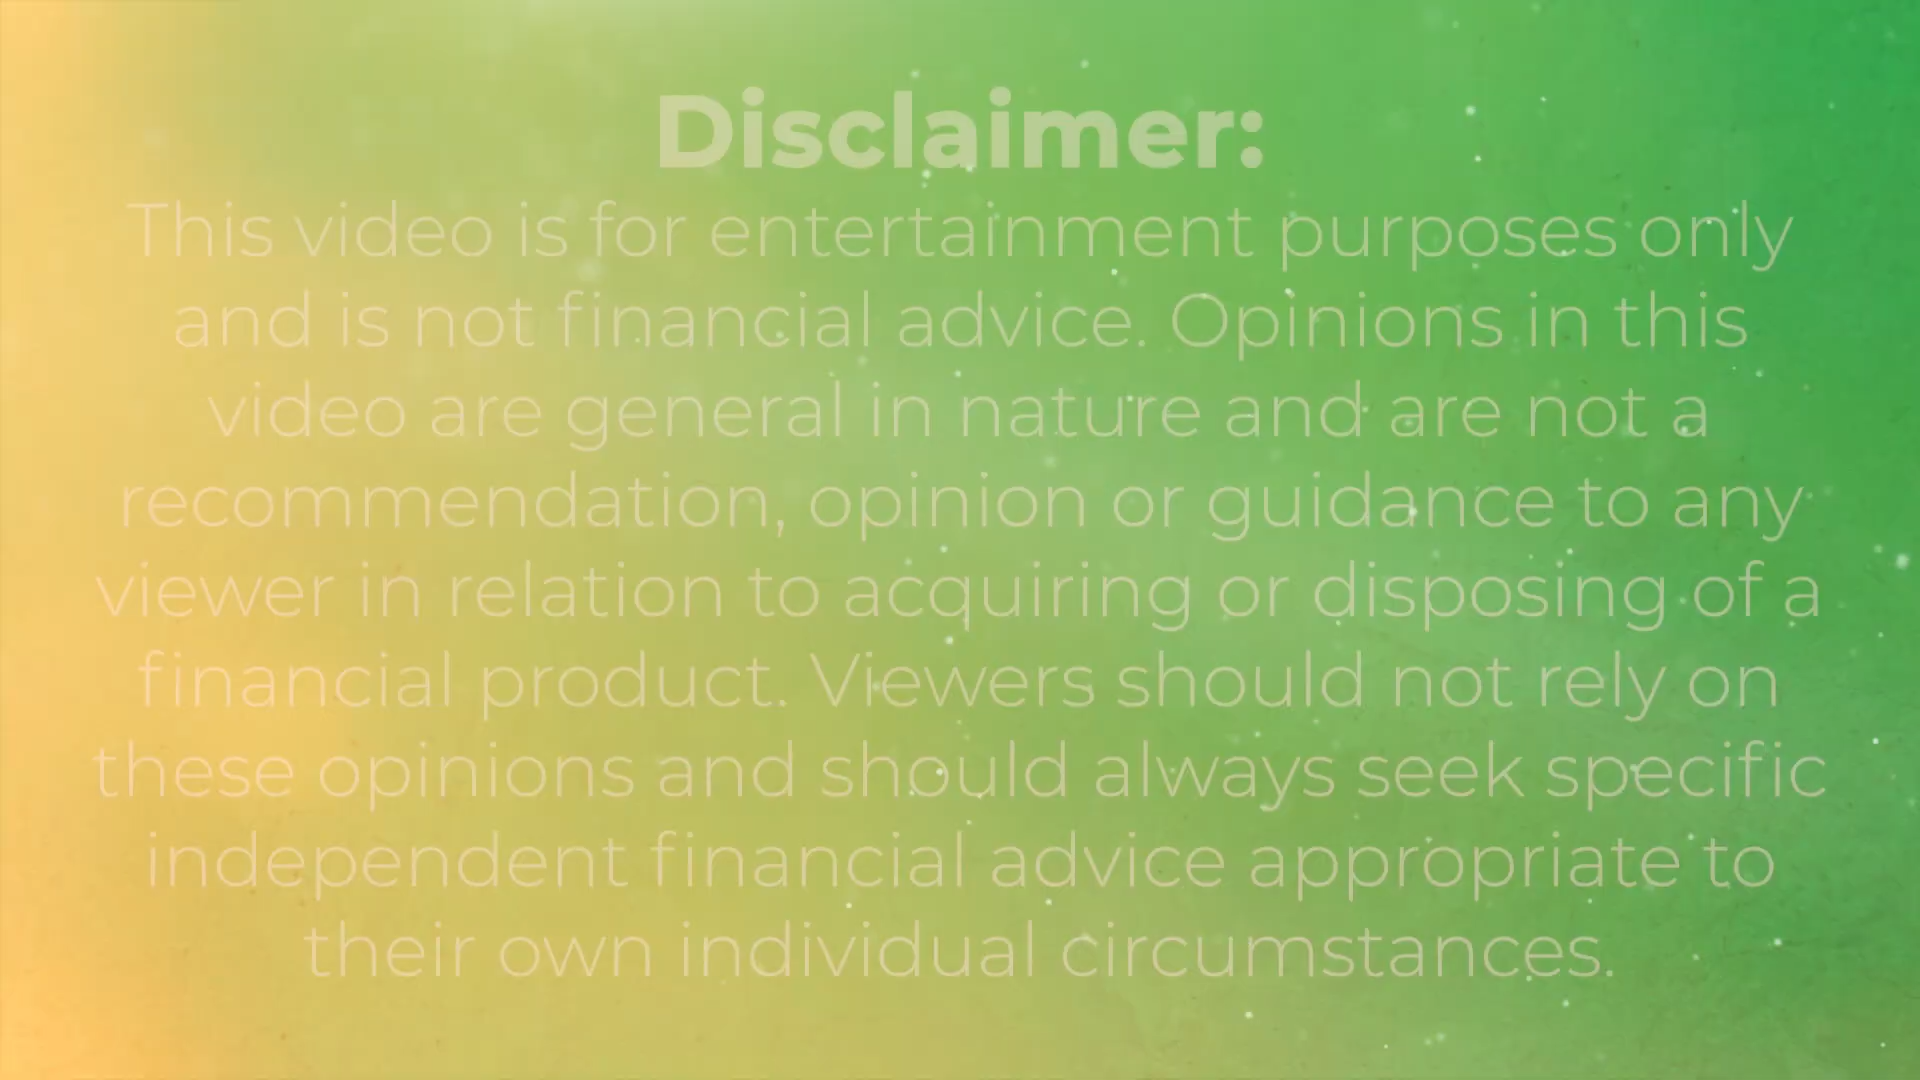 Disclaimer:
This video is for entertainment purposes only
and is not financial advice. Opinions in this
video are general in nature and are not a
recommendation, opinion or guidance to any
viewer in relation to acquiring or disposing of a
financial product. Viewers should not rely on
these opinions and should always seek specific
independent financial advice appropriate to
their own individual circumstances.